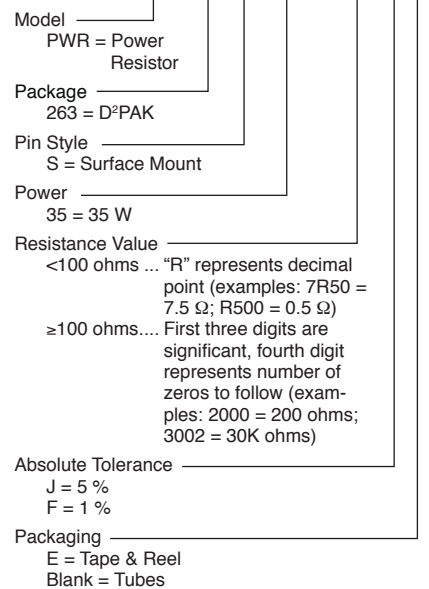 Model
PWR = Power
Resistor
Package
263 = D²PAK
Pin Style
S = Surface Mount
Power
35 = 35 W
Resistance Value
<100 ohms ... “R” represents decimal
point (examples: 7R50 =
7.5 Ω; R500 = 0.5 Ω)
≥100 ohms.... First three digits are
significant, fourth digit
represents number of
zeros to follow (exam-
ples: 2000 = 200 ohms;
3002 = 30K ohms)
Absolute Tolerance
J = 5 %
F = 1 %
Packaging
E = Tape & Reel
Blank = Tubes